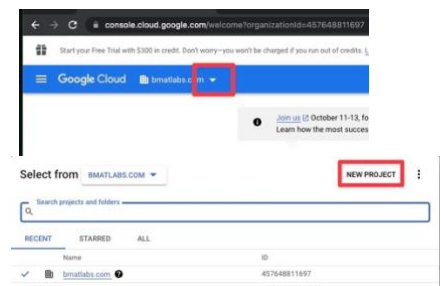 console.cloud.google.com/welcome?organizationId=457648811697
Start your Free Trial with $300 in credit. Don't worry—you won't be charged if you run out of credits.
Google Cloud bmatlabs.com
Join us October 11-13, fo
Learn how the most succes
Select from BMATLABS.COM NEW PROJECT
Search projects and folders
RECENT STARRED ALL
Name ID
bmatlabs.com 457648811697